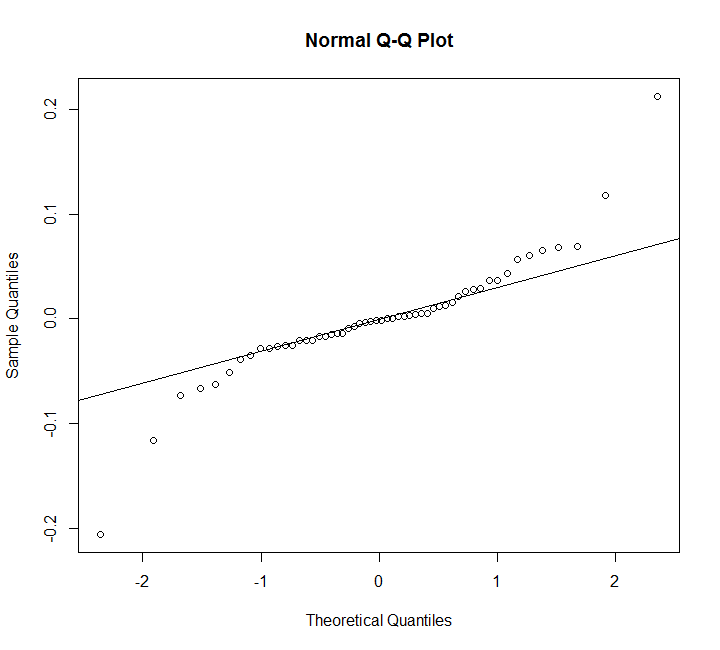 Normal Q-Q Plot
0.2
0.1
0.0
-0.1
-0.2
Sample Quantiles
-2 -1 0 1 2
Theoretical Quantiles